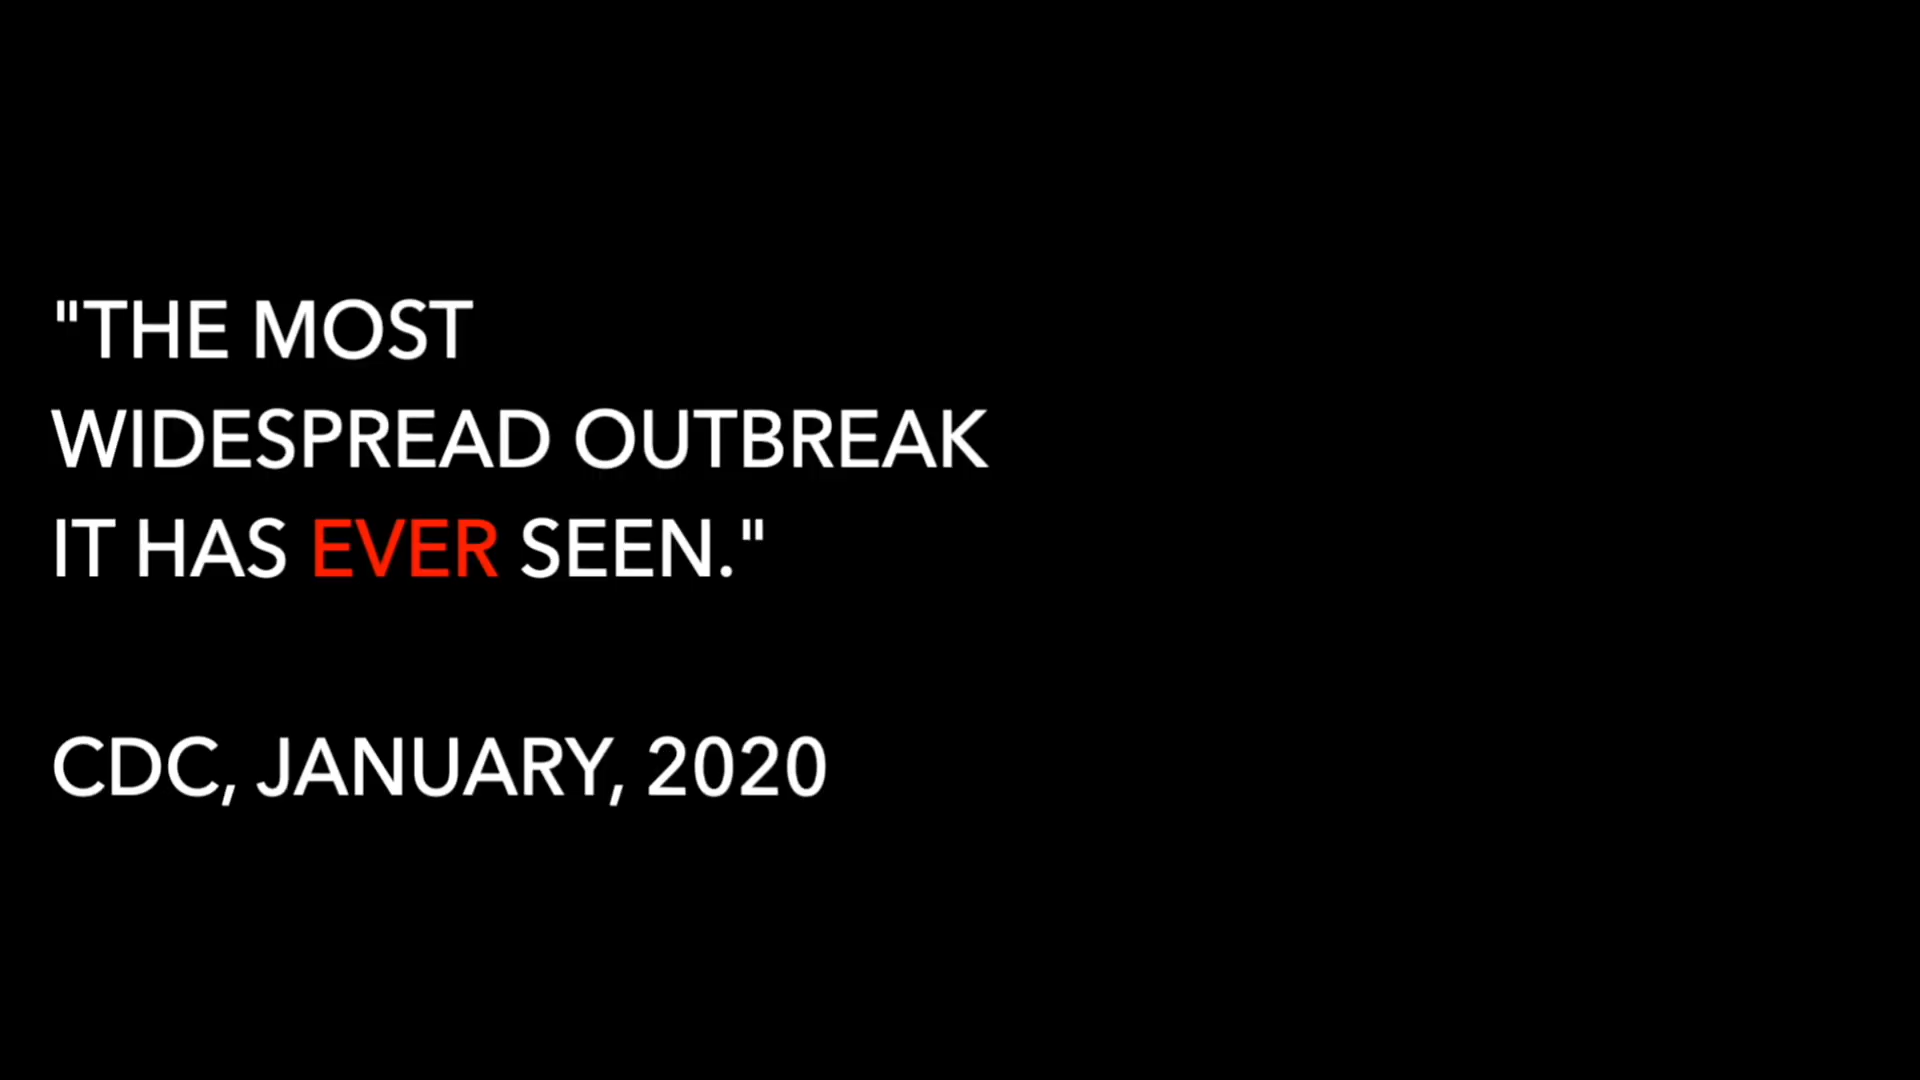 "THE MOST
WIDESPREAD OUTBREAK
IT HAS EVER SEEN."
CDC, JANUARY, 2020